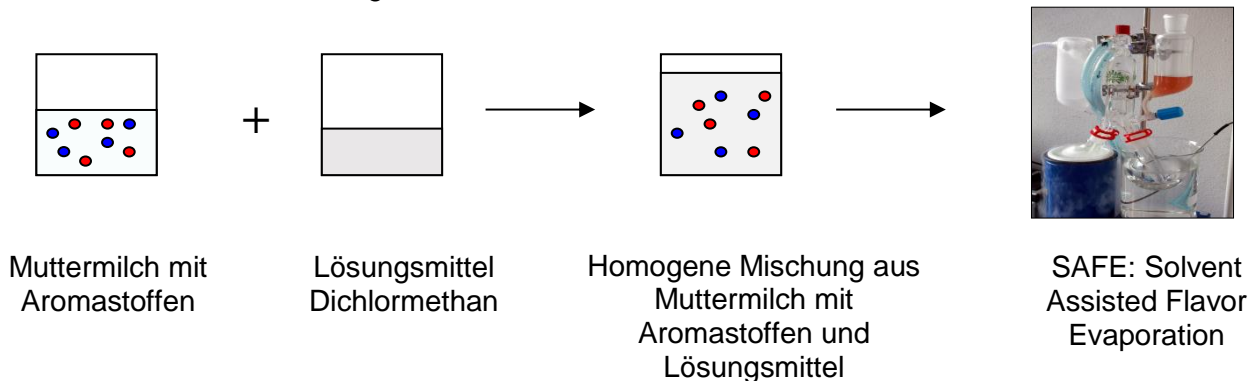 +
Muttermilch mit
Aromastoffen
Lösungsmittel
Dichlormethan
Homogene Mischung aus
Muttermilch mit
Aromastoffen und
Lösungsmittel
SAFE: Solvent
Assisted Flavor
Evaporation